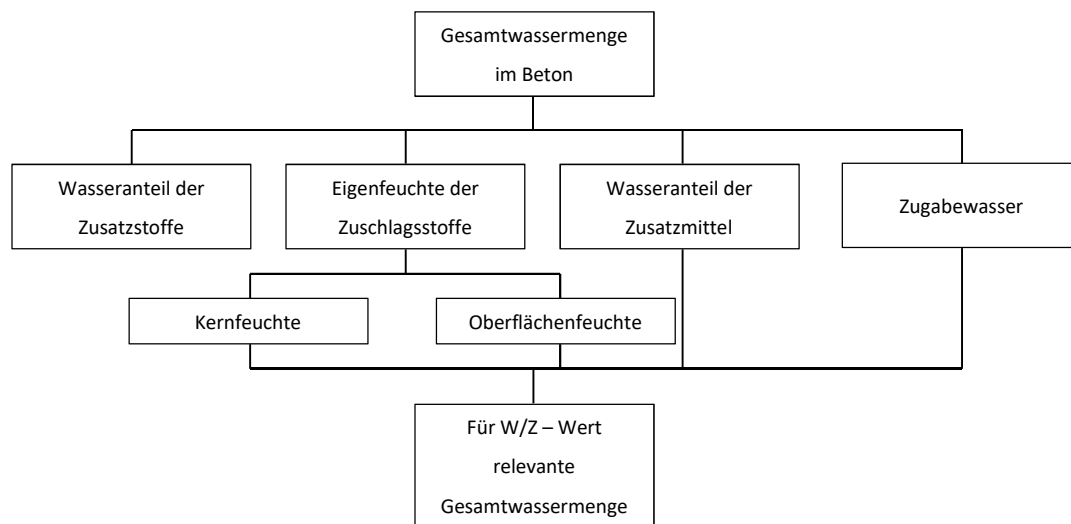 Gesamtwassermenge
im Beton
Wasseranteil der
Zusatzstoffe
Eigenfeuchte der
Zuschlagsstoffe
Wasseranteil der
Zusatzmittel
Zugabewasser
Kernfeuchte
Oberflächenfeuchte
Für W/Z – Wert
relevante
Gesamtwassermenge